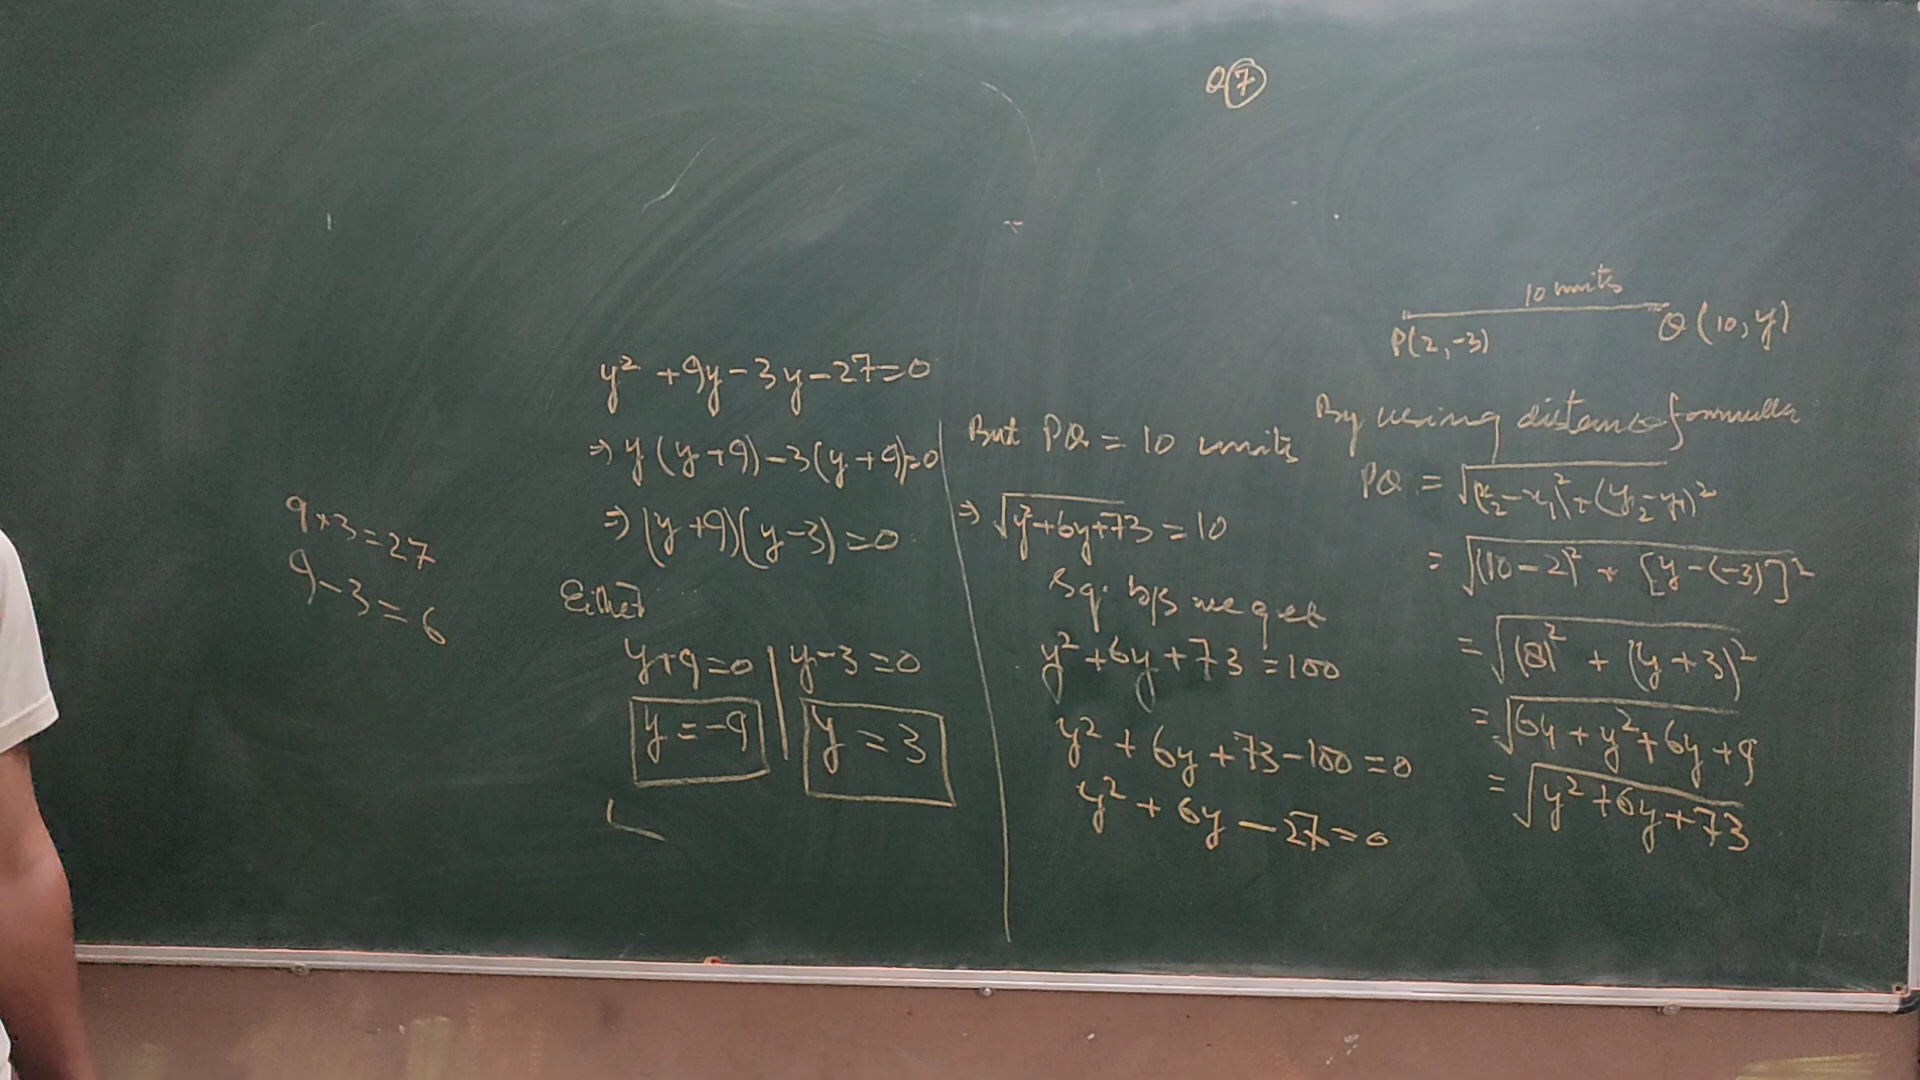 Q 7
10 units
P(2,-3) Q (10, y)
By using distance formula
PQ = √(x₂-x₁)²+(y₂-y₁)²
= √(10-2)² + [y-(-3)]²
= √(8)² + (y+3)²
= √64 + y²+6y+9
= √y²+6y+73
But PQ = 10 units
⇒ √y²+6y+73 = 10
Sq. b/s we get
y²+6y+73 = 100
y²+6y+73-100=0
y²+6y-27=0
y²+9y-3y-27=0
⇒ y(y+9)-3(y+9)=0
⇒ (y+9)(y-3)=0
Either
y+9=0 | y-3=0
y=-9 | y=3
9×3=27
9-3=6